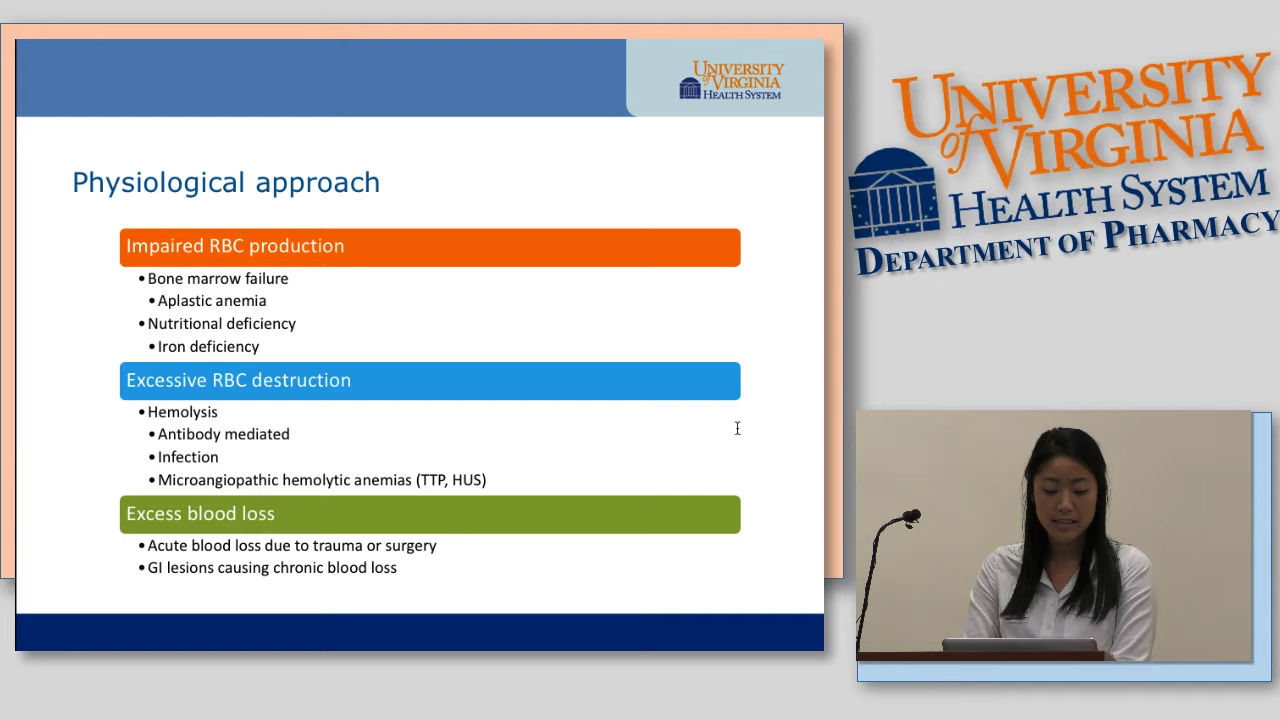 UNIVERSITY
of VIRGINIA
HEALTH SYSTEM
Physiological approach
Impaired RBC production
•Bone marrow failure
•Aplastic anemia
•Nutritional deficiency
•Iron deficiency
Excessive RBC destruction
•Hemolysis
•Antibody mediated
•Infection
•Microangiopathic hemolytic anemias (TTP, HUS)
Excess blood loss
•Acute blood loss due to trauma or surgery
•GI lesions causing chronic blood loss
UNIVERSITY
of VIRGINIA
HEALTH SYSTEM
DEPARTMENT OF PHARMACY